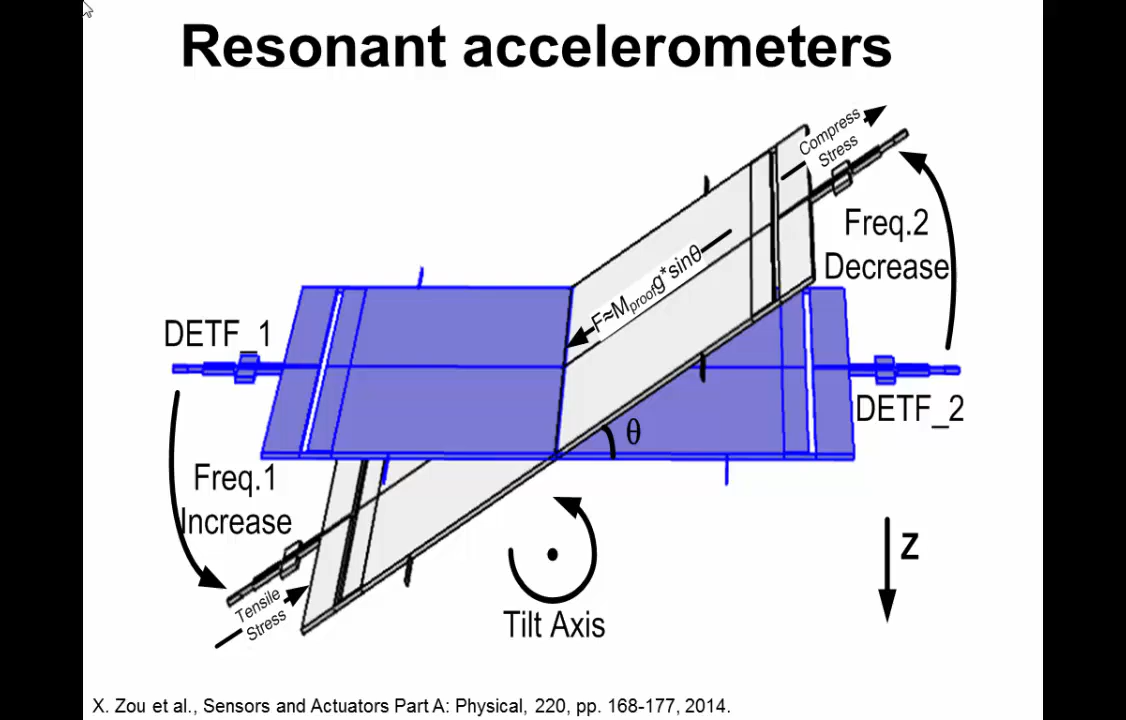 Resonant accelerometers
Compress
Stress
Freq.2
Decrease
F≈Mproofg*sinθ
DETF_1
DETF_2
θ
Freq.1
Increase
Z
Tensile
Stress
Tilt Axis
X. Zou et al., Sensors and Actuators Part A: Physical, 220, pp. 168-177, 2014.